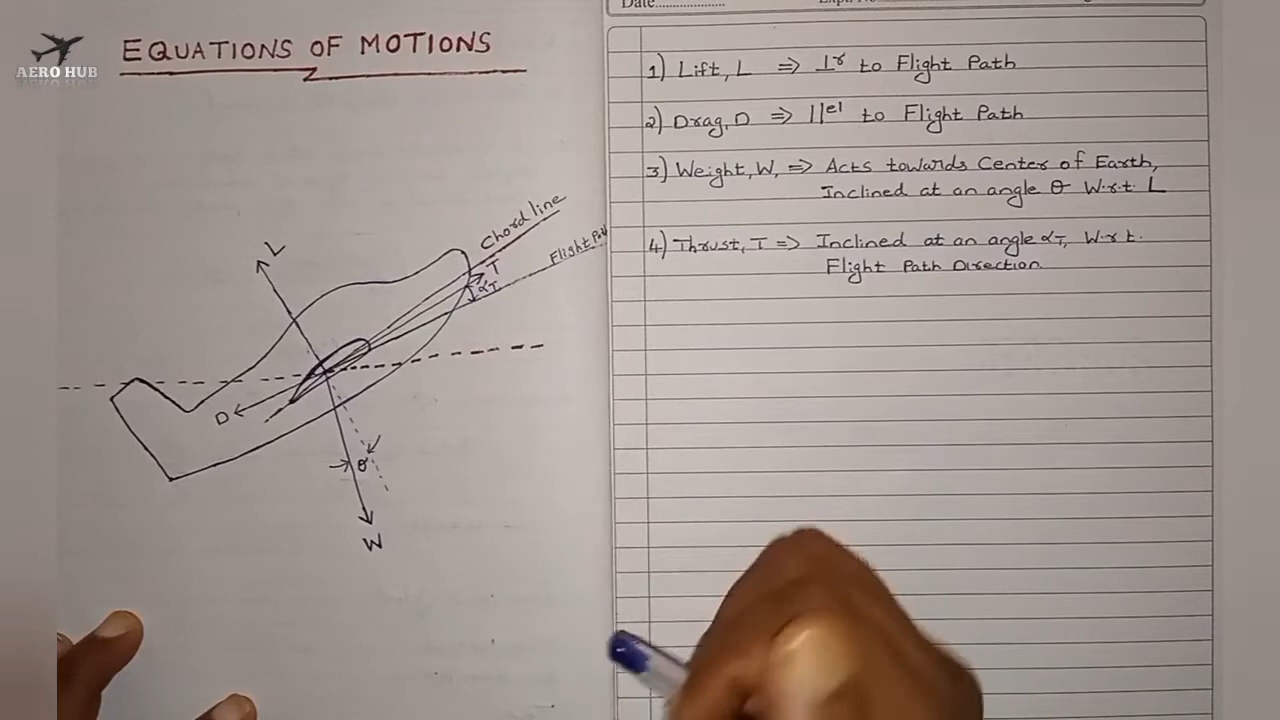 AERO HUB
EQUATIONS OF MOTIONS
Chord line
Flight Pat
L
T
αT
D
θ
W
Date
1) Lift, L ⇒ ⊥r to Flight Path
2) Drag, D ⇒ ||el to Flight Path
3) Weight, W, ⇒ Acts towards Center of Earth,
Inclined at an angle θ W.r.t. L
4) Thrust, T ⇒ Inclined at an angle αT, W.r.t.
Flight Path Direction.